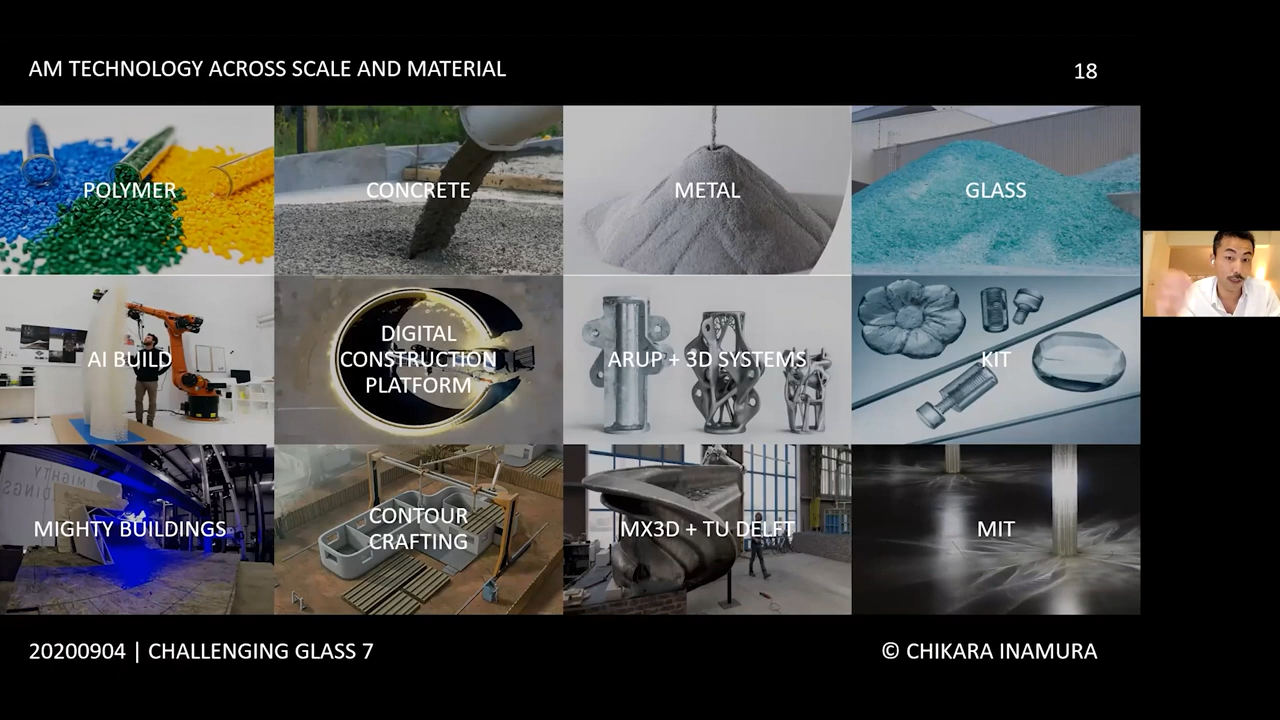 AM TECHNOLOGY ACROSS SCALE AND MATERIAL
18
POLYMER
CONCRETE
METAL
GLASS
AI BUILD
DIGITAL
CONSTRUCTION
PLATFORM
ARUP + 3D SYSTEMS
KIT
MIGHTY BUILDINGS
CONTOUR
CRAFTING
MX3D + TU DELFT
MIT
20200904 | CHALLENGING GLASS 7
© CHIKARA INAMURA